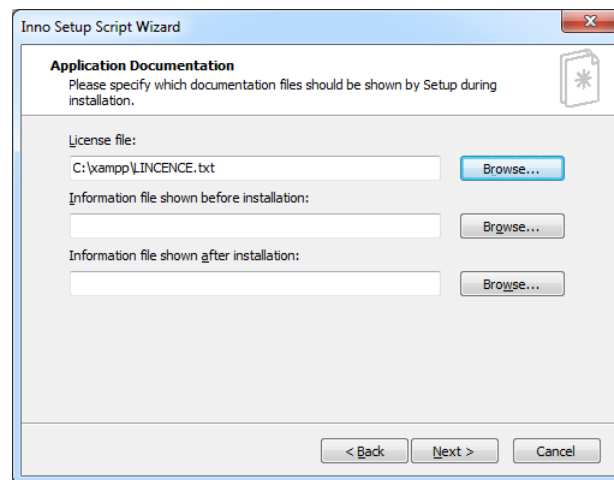 Inno Setup Script Wizard
Application Documentation
Please specify which documentation files should be shown by Setup during
installation.
License file:
C:\xampp\LINCENCE.txt
Browse...
Information file shown before installation:
Browse...
Information file shown after installation:
Browse...
< Back
Next >
Cancel